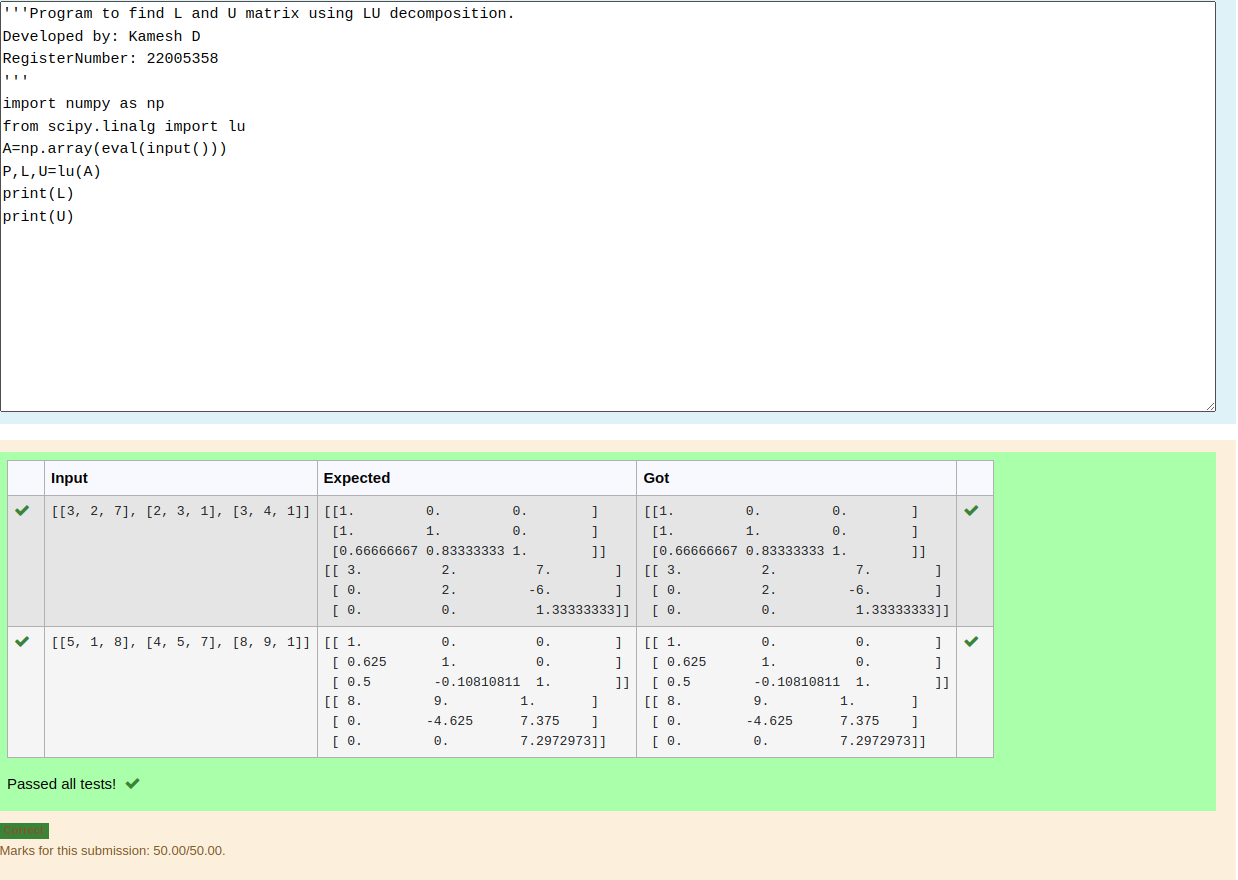 '''Program to find L and U matrix using LU decomposition.
Developed by: Kamesh D
RegisterNumber: 22005358
'''
import numpy as np
from scipy.linalg import lu
A=np.array(eval(input()))
P,L,U=lu(A)
print(L)
print(U)
Input Expected Got
[[3, 2, 7], [2, 3, 1], [3, 4, 1]]
[[1.         0.         0.        ]
 [1.         1.         0.        ]
 [0.66666667 0.83333333 1.        ]]
[[ 3.          2.          7.        ]
 [ 0.          2.         -6.        ]
 [ 0.          0.          1.33333333]]
[[1.         0.         0.        ]
 [1.         1.         0.        ]
 [0.66666667 0.83333333 1.        ]]
[[ 3.          2.          7.        ]
 [ 0.          2.         -6.        ]
 [ 0.          0.          1.33333333]]
[[5, 1, 8], [4, 5, 7], [8, 9, 1]]
[[ 1.          0.          0.        ]
 [ 0.625       1.          0.        ]
 [ 0.5        -0.10810811  1.        ]]
[[ 8.         9.         1.       ]
 [ 0.        -4.625      7.375    ]
 [ 0.         0.         7.2972973]]
[[ 1.          0.          0.        ]
 [ 0.625       1.          0.        ]
 [ 0.5        -0.10810811  1.        ]]
[[ 8.         9.         1.       ]
 [ 0.        -4.625      7.375    ]
 [ 0.         0.         7.2972973]]
Passed all tests!
Correct
Marks for this submission: 50.00/50.00.